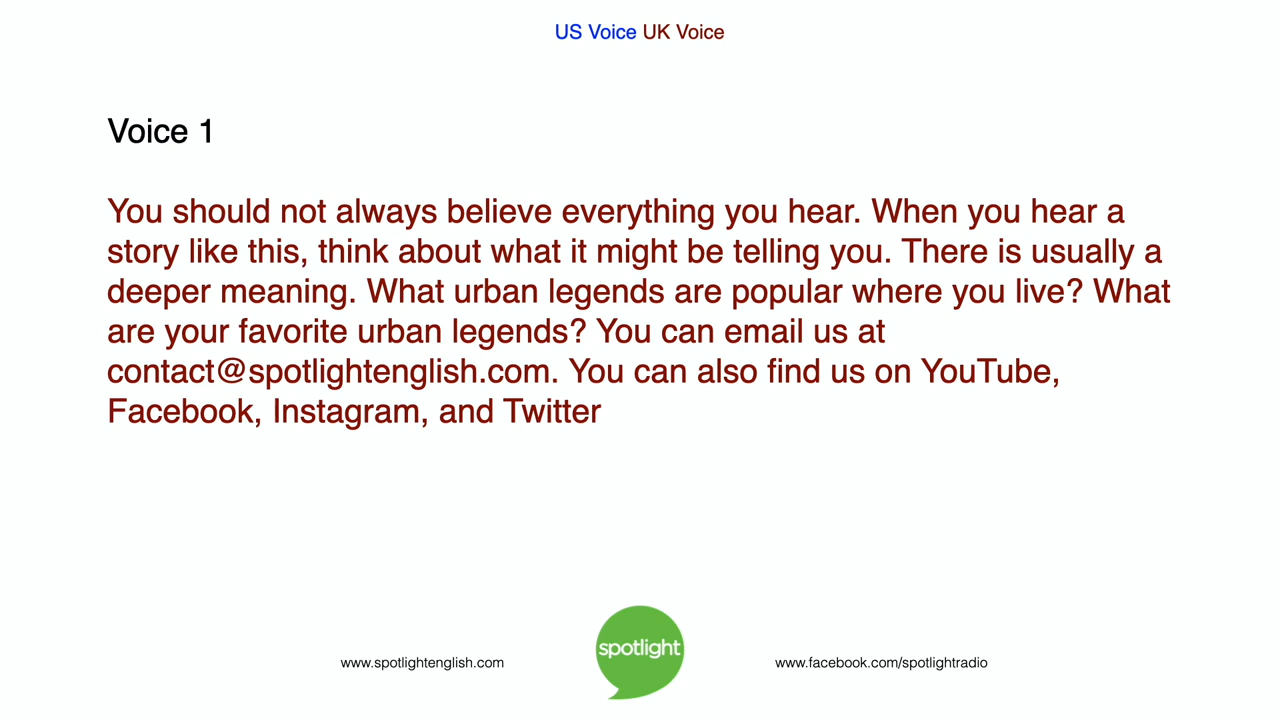 US Voice UK Voice
Voice 1
You should not always believe everything you hear. When you hear a
story like this, think about what it might be telling you. There is usually a
deeper meaning. What urban legends are popular where you live? What
are your favorite urban legends? You can email us at
contact@spotlightenglish.com. You can also find us on YouTube,
Facebook, Instagram, and Twitter
spotlight
www.spotlightenglish.com
www.facebook.com/spotlightradio